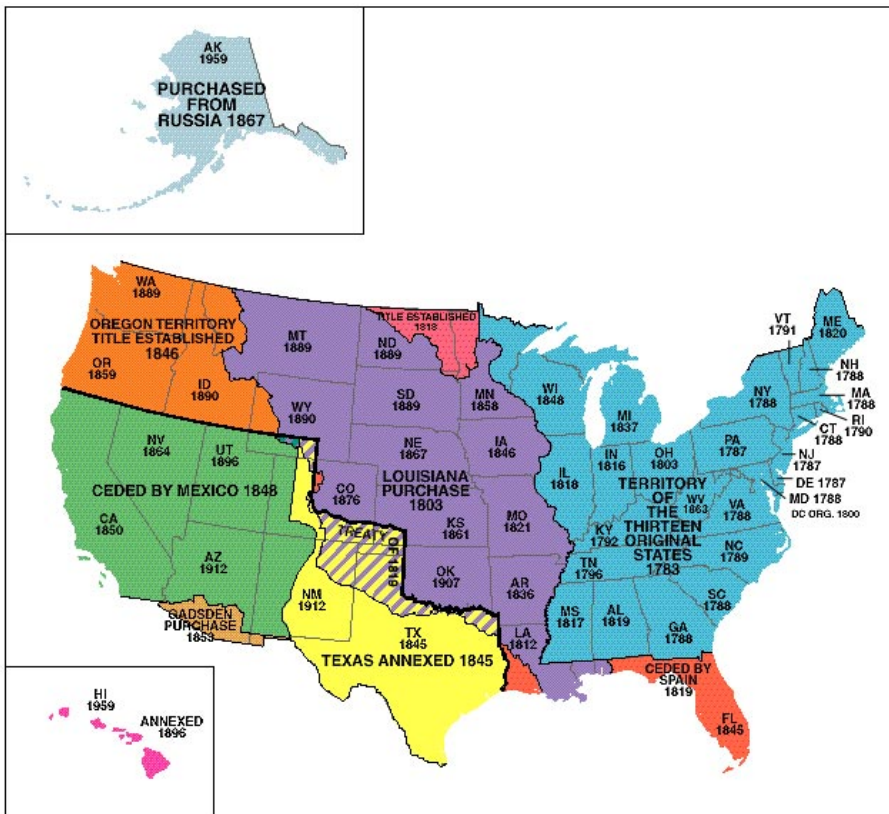 AK
1959
PURCHASED
FROM
RUSSIA 1867
WA
1889
OREGON TERRITORY
TITLE ESTABLISHED
1846
OR
1859
ID
1890
MT
1889
TITLE ESTABLISHED
1818
ND
1889
SD
1889
MN
1858
WY
1890
NE
1867
IA
1846
LOUISIANA
PURCHASE
1803
CO
1876
KS
1861
MO
1821
OK
1907
AR
1836
LA
1812
NV
1864
UT
1896
CEDED BY MEXICO 1848
CA
1850
AZ
1912
GADSDEN
PURCHASE
1853
NM
1912
TREATY
OF 1819
TX
1845
TEXAS ANNEXED 1845
WI
1848
MI
1837
IL
1818
IN
1816
OH
1803
KY
1792
TN
1796
MS
1817
AL
1819
GA
1788
TERRITORY
OF
THE
THIRTEEN
ORIGINAL
STATES
1783
WV
1863
VA
1788
NC
1789
SC
1788
PA
1787
NY
1788
VT
1791
ME
1820
NH
1788
MA
1788
RI
1790
CT
1788
NJ
1787
DE 1787
MD 1788
DC ORG. 1800
CEDED BY
SPAIN
1819
FL
1845
HI
1959
ANNEXED
1896